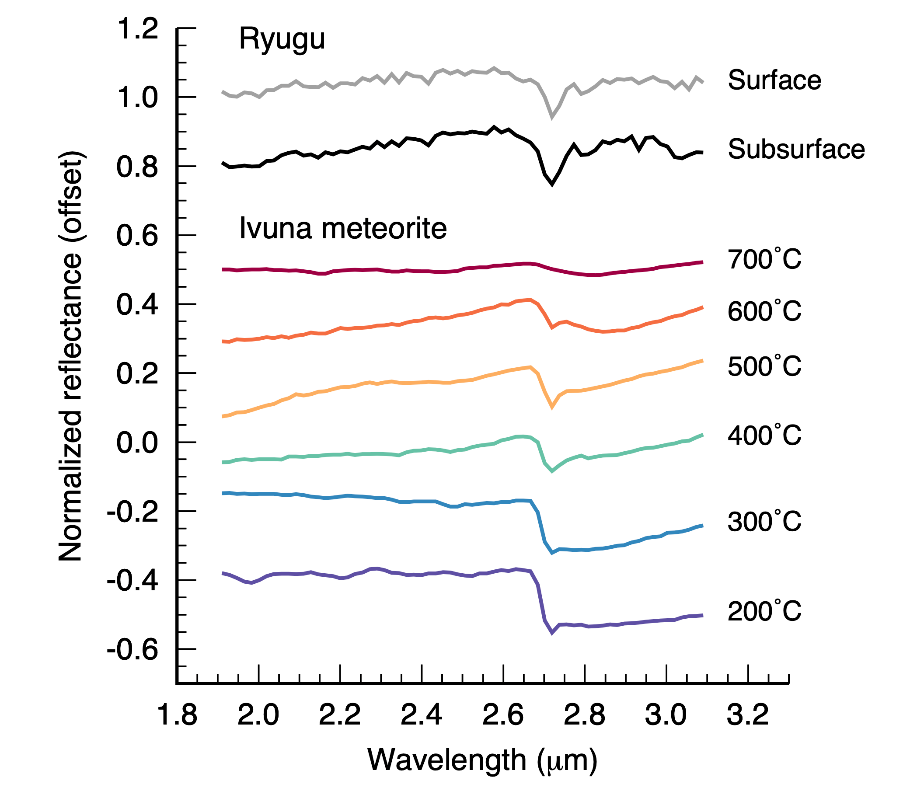 1.2
Ryugu
1.0
Surface
0.8
Subsurface
0.6
Ivuna meteorite
700˚C
0.4
600˚C
0.2
500˚C
0.0
400˚C
-0.2
300˚C
-0.4
200˚C
-0.6
Normalized reflectance (offset)
1.8 2.0 2.2 2.4 2.6 2.8 3.0 3.2
Wavelength (μm)